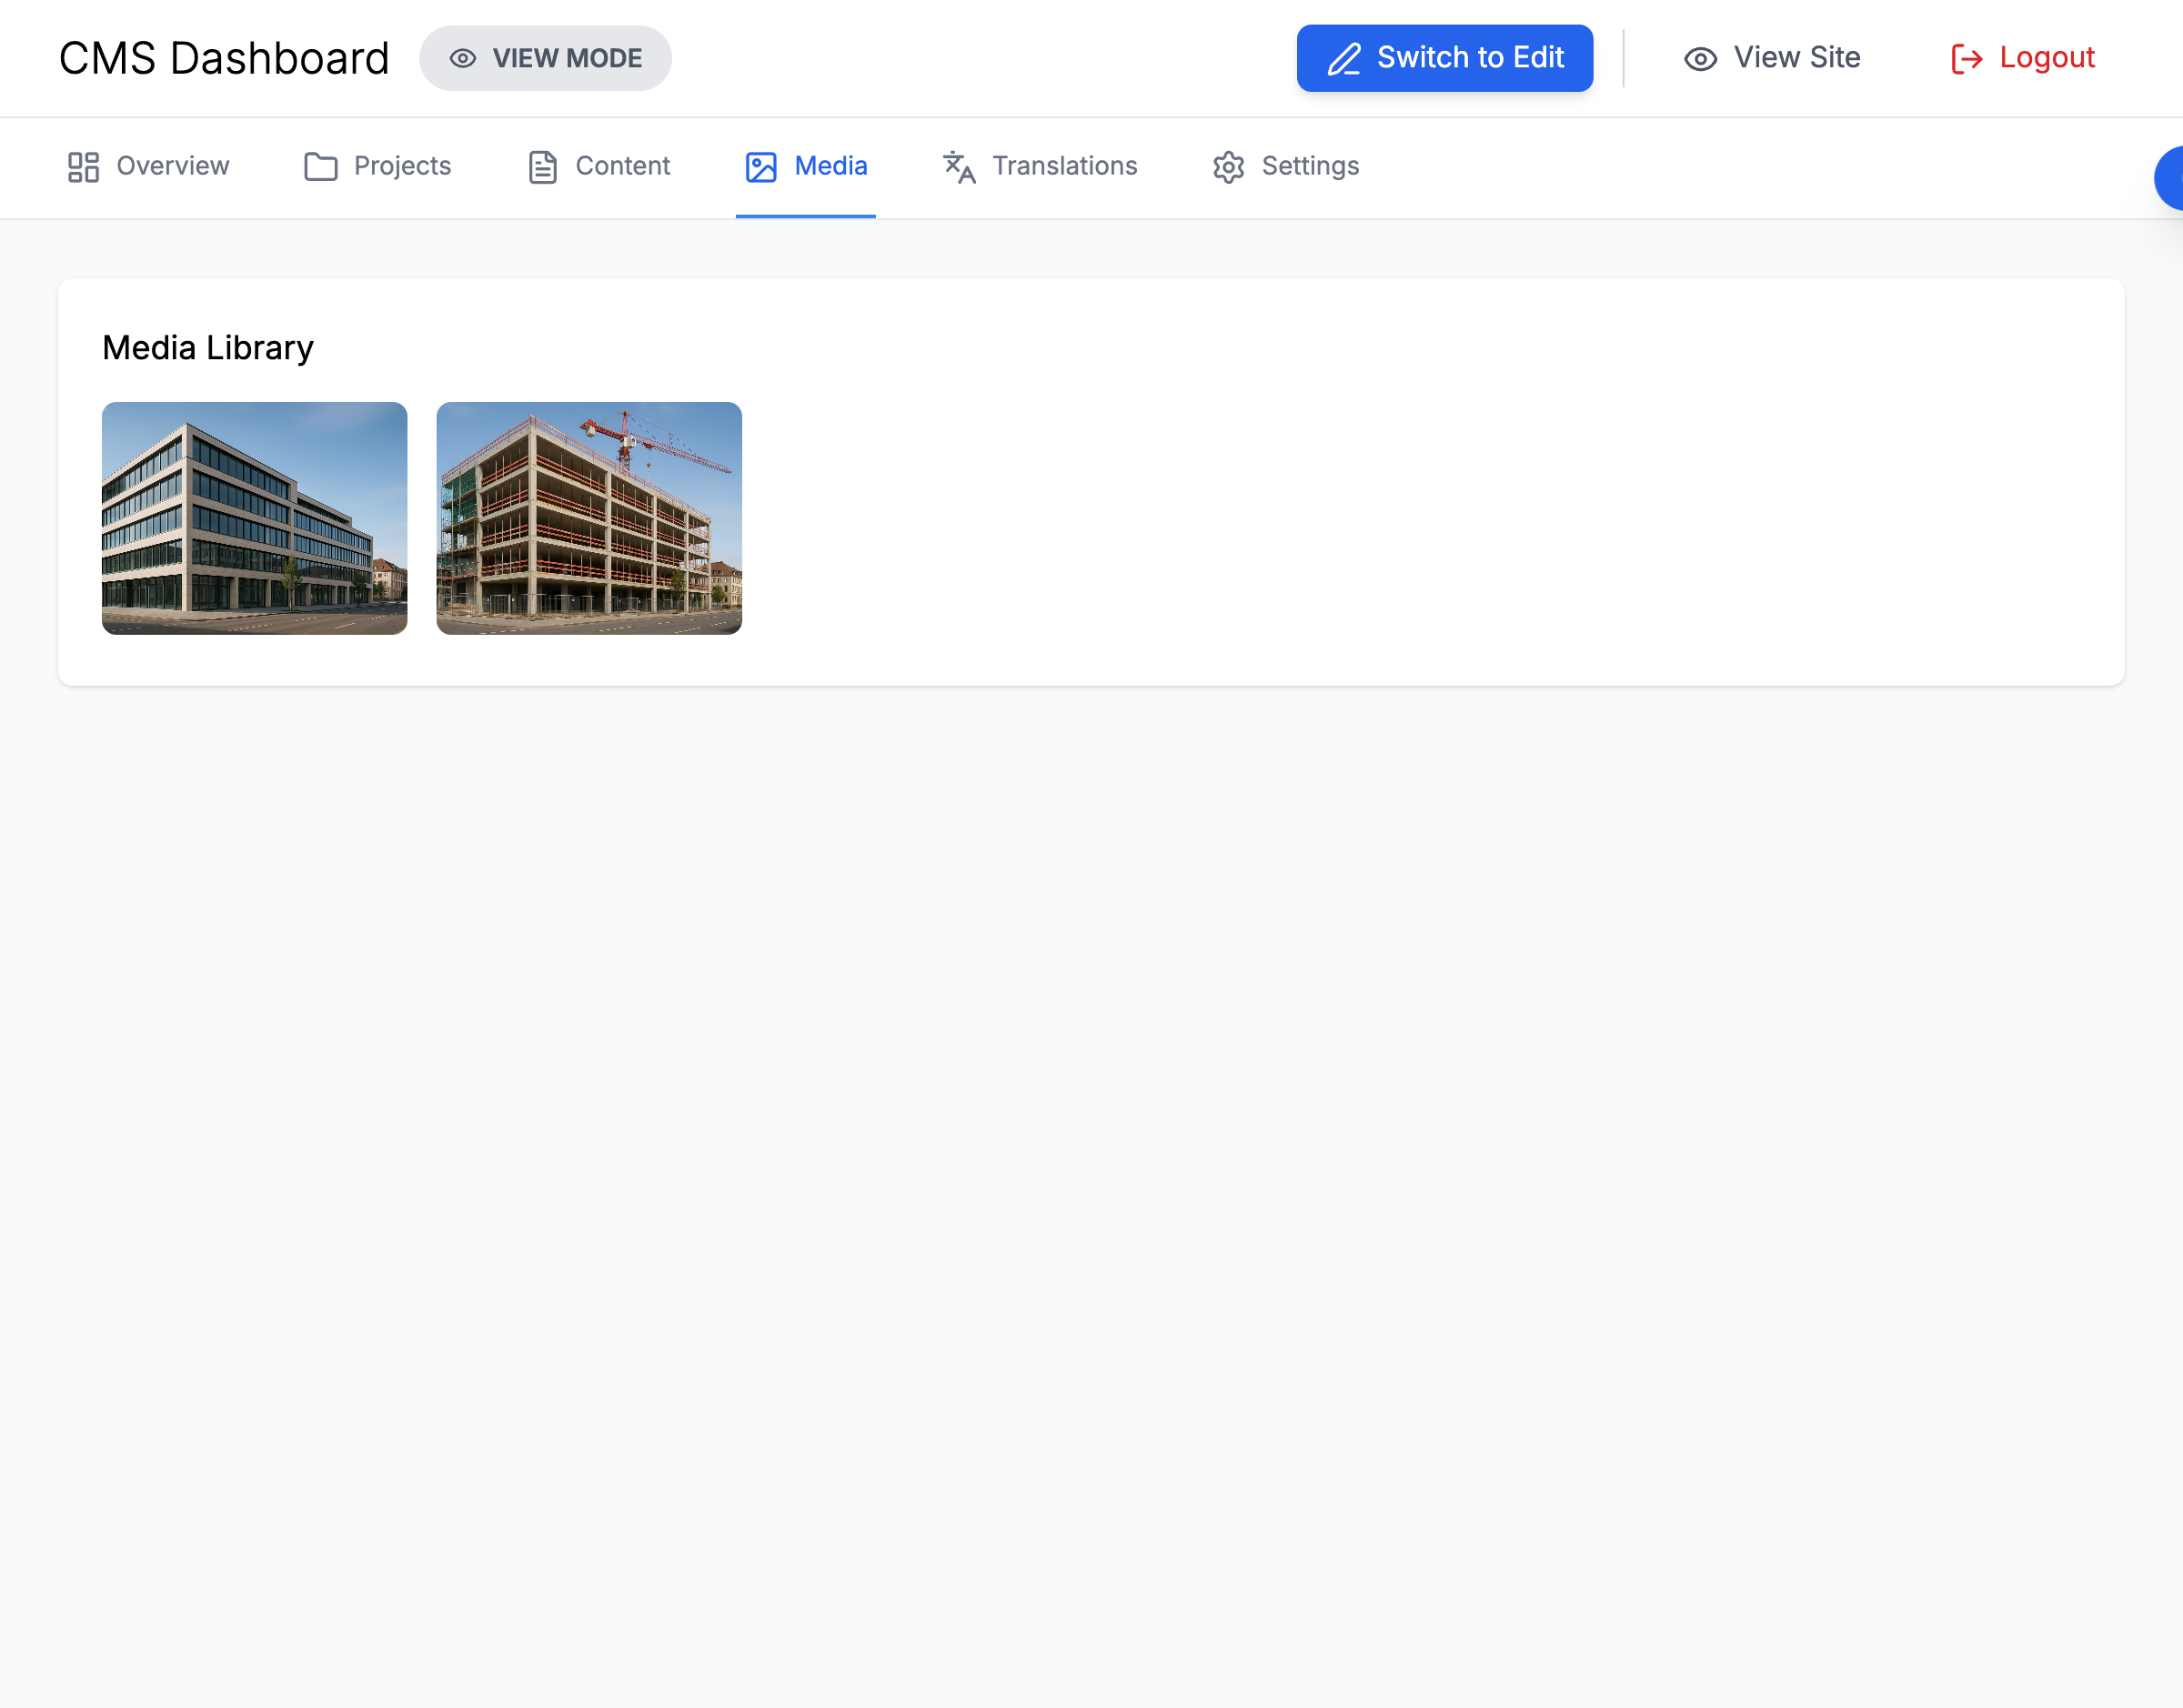 CMS Dashboard
VIEW MODE
Switch to Edit
View Site
Logout
Overview
Projects
Content
Media
Translations
Settings
Media Library